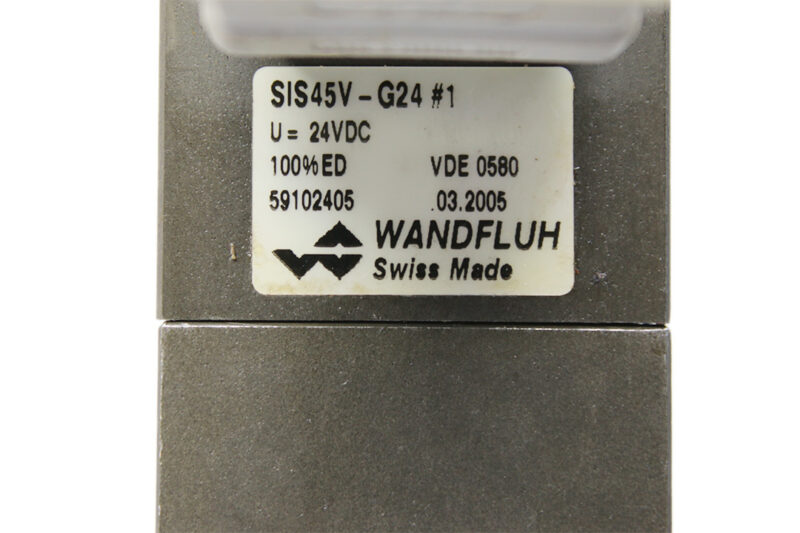 SIS45V-G24 #1
U= 24VDC
100%ED VDE 0580
59102405 .03.2005
WANDFLUH
Swiss Made